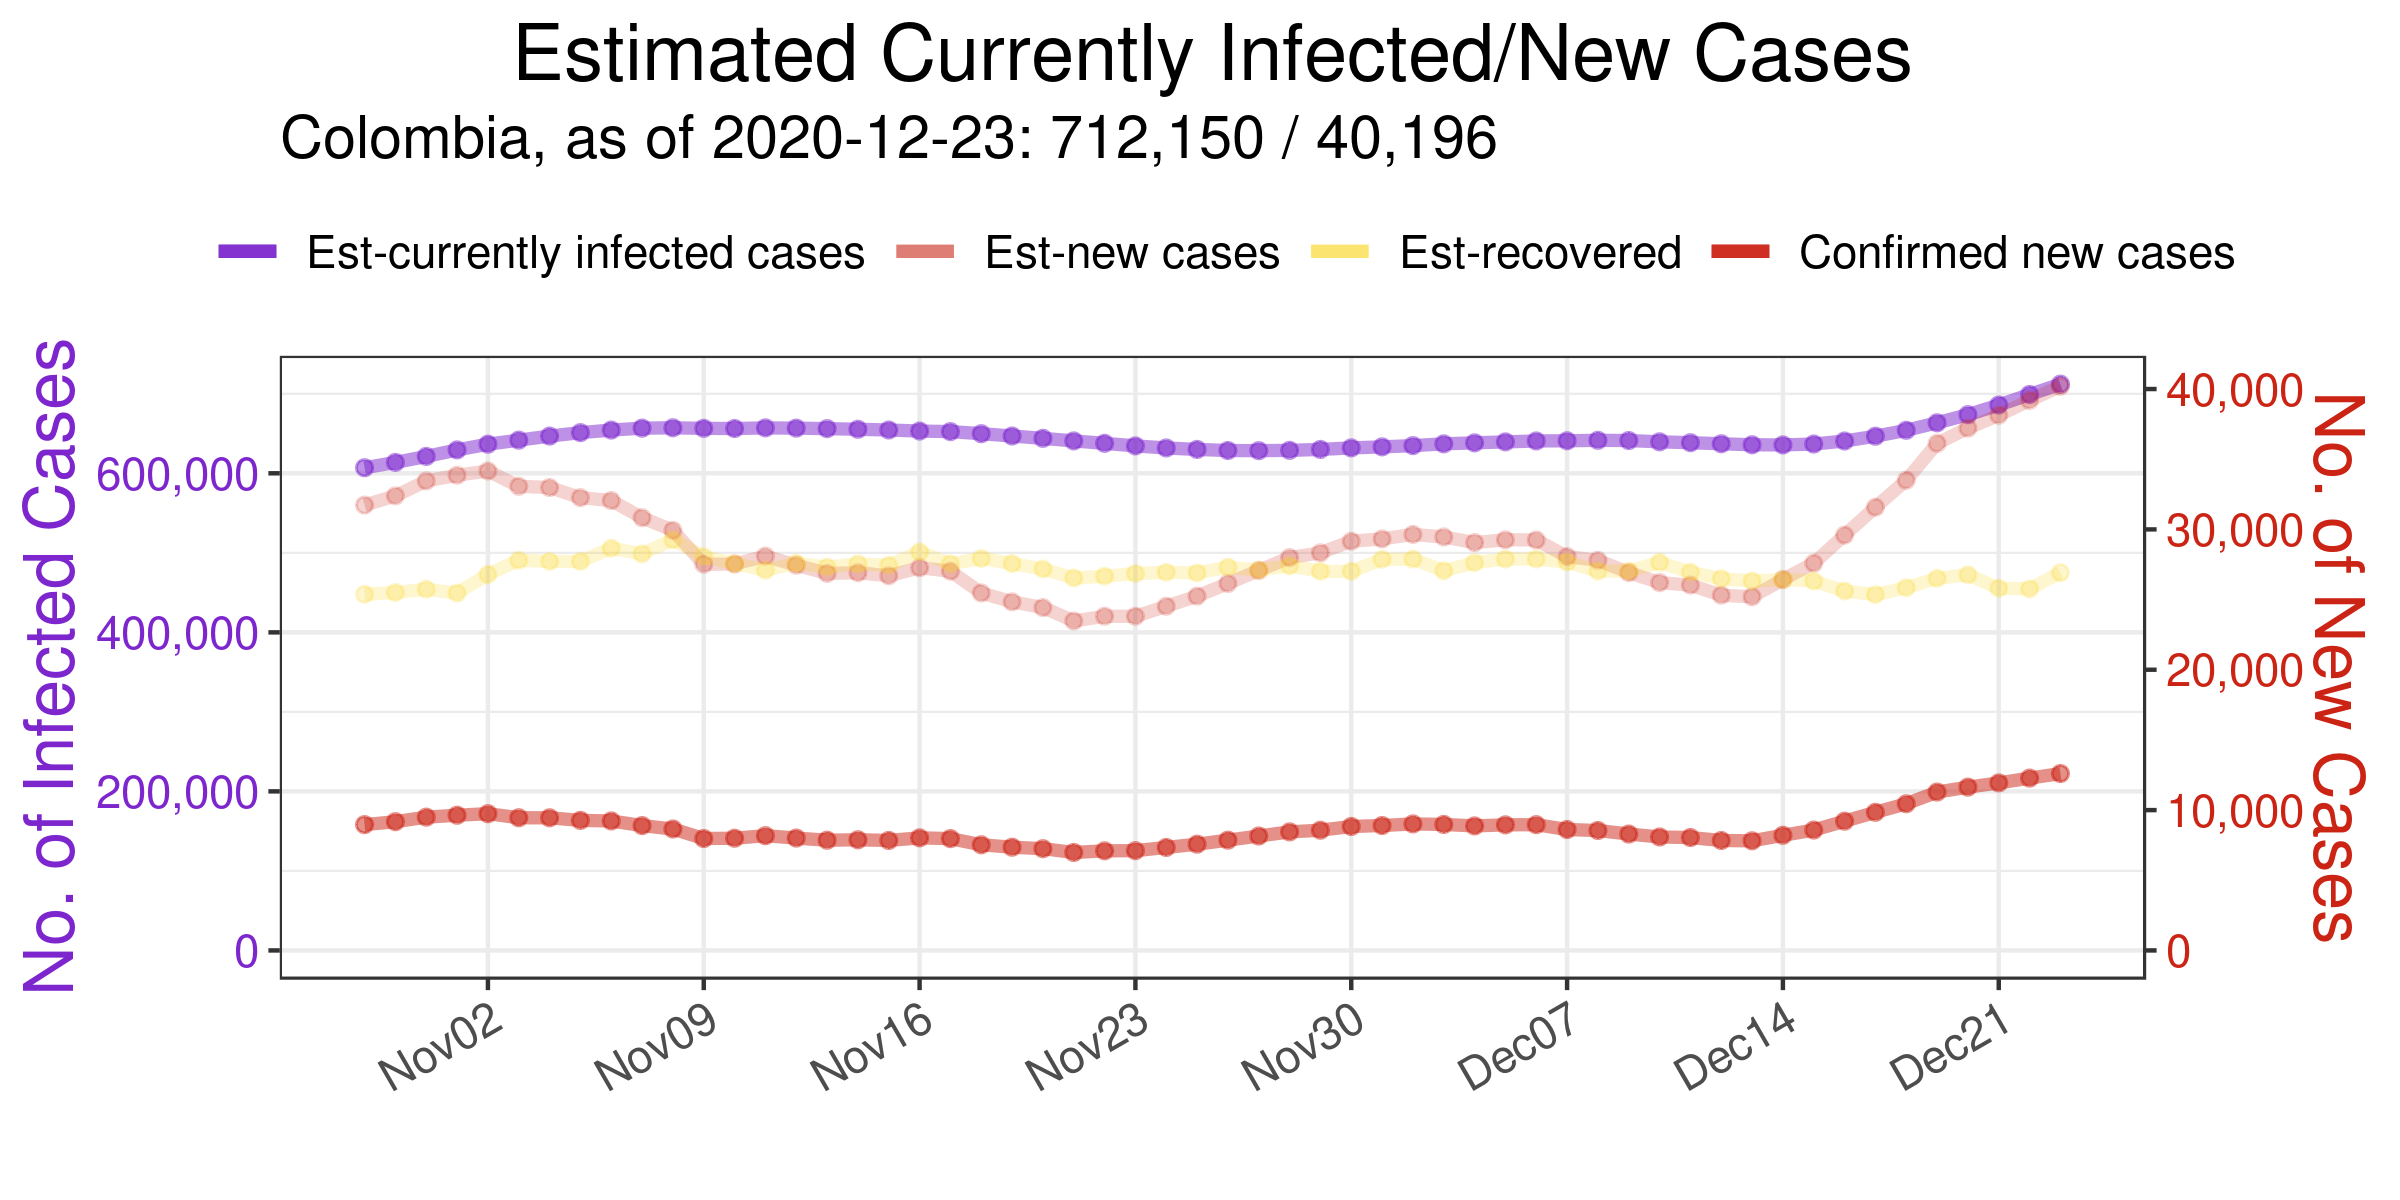 Estimated Currently Infected/New Cases
Colombia, as of 2020-12-23: 712,150 / 40,196
Est-currently infected cases Est-new cases Est-recovered Confirmed new cases
No. of Infected Cases
600,000
400,000
200,000
0
40,000
30,000
20,000
10,000
0
No. of New Cases
Nov02 Nov09 Nov16 Nov23 Nov30 Dec07 Dec14 Dec21